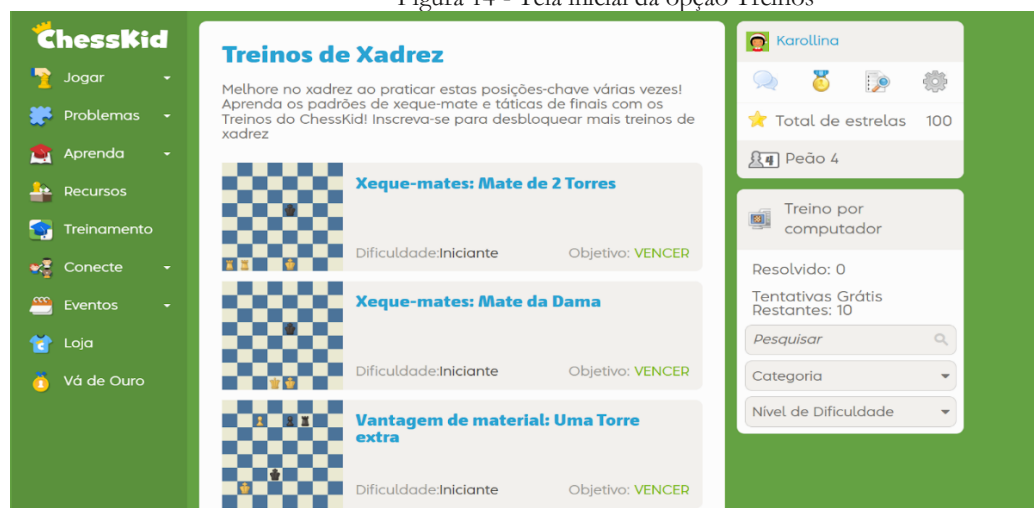 Figura 14 - Tela inicial da opção Treinos
ChessKid
Jogar
Problemas
Aprenda
Recursos
Treinamento
Conecte
Eventos
Loja
Vá de Ouro
Treinos de Xadrez
Melhore no xadrez ao praticar estas posições-chave várias vezes!
Aprenda os padrões de xeque-mate e táticas de finais com os
Treinos do ChessKid! Inscreva-se para desbloquear mais treinos de
xadrez
Xeque-mates: Mate de 2 Torres
Dificuldade:Iniciante Objetivo: VENCER
Xeque-mates: Mate da Dama
Dificuldade:Iniciante Objetivo: VENCER
Vantagem de material: Uma Torre
extra
Dificuldade:Iniciante Objetivo: VENCER
Karollina
Total de estrelas 100
4 Peão 4
Treino por
computador
Resolvido: 0
Tentativas Grátis
Restantes: 10
Pesquisar
Categoria
Nível de Dificuldade